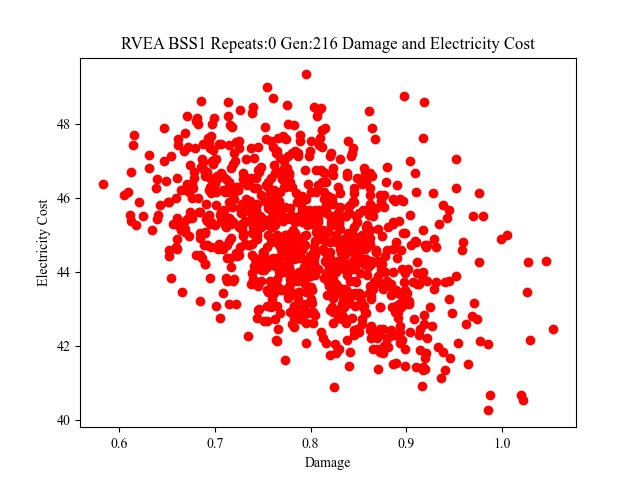 RVEA BSS1 Repeats:0 Gen:216 Damage and Electricity Cost
48
46
44
42
40
Electricity Cost
0.6 0.7 0.8 0.9 1.0
Damage